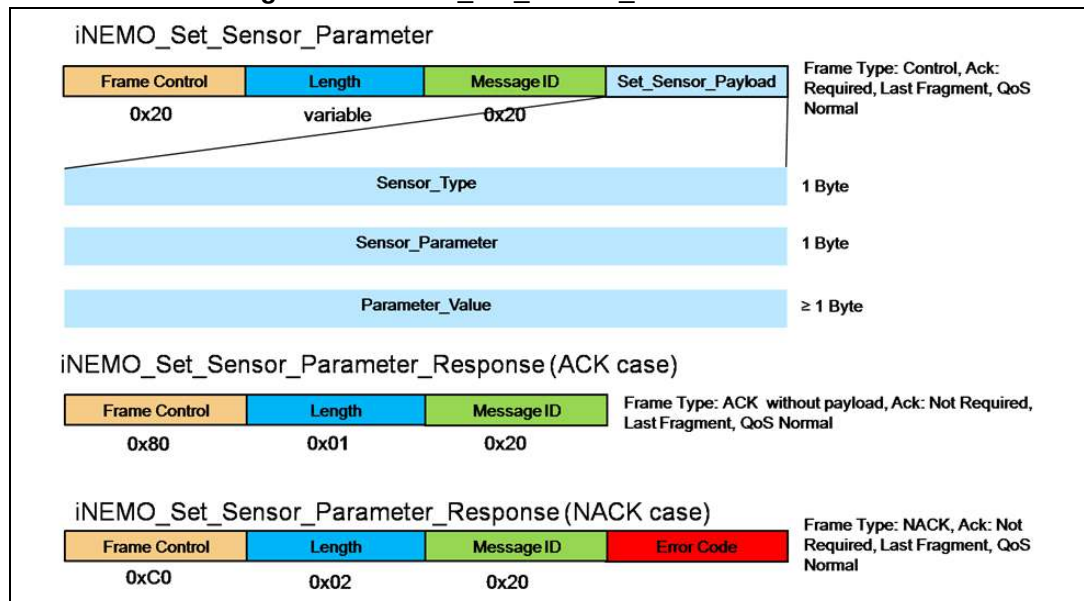 iNEMO_Set_Sensor_Parameter
Frame Control Length Message ID Set_Sensor_Payload
Frame Type: Control, Ack:
Required, Last Fragment, QoS
Normal
0x20 variable 0x20
Sensor_Type 1 Byte
Sensor_Parameter 1 Byte
Parameter_Value ≥ 1 Byte
iNEMO_Set_Sensor_Parameter_Response (ACK case)
Frame Control Length Message ID
Frame Type: ACK without payload, Ack: Not Required,
Last Fragment, QoS Normal
0x80 0x01 0x20
iNEMO_Set_Sensor_Parameter_Response (NACK case)
Frame Control Length Message ID Error Code
Frame Type: NACK, Ack: Not
Required, Last Fragment, QoS
Normal
0xC0 0x02 0x20